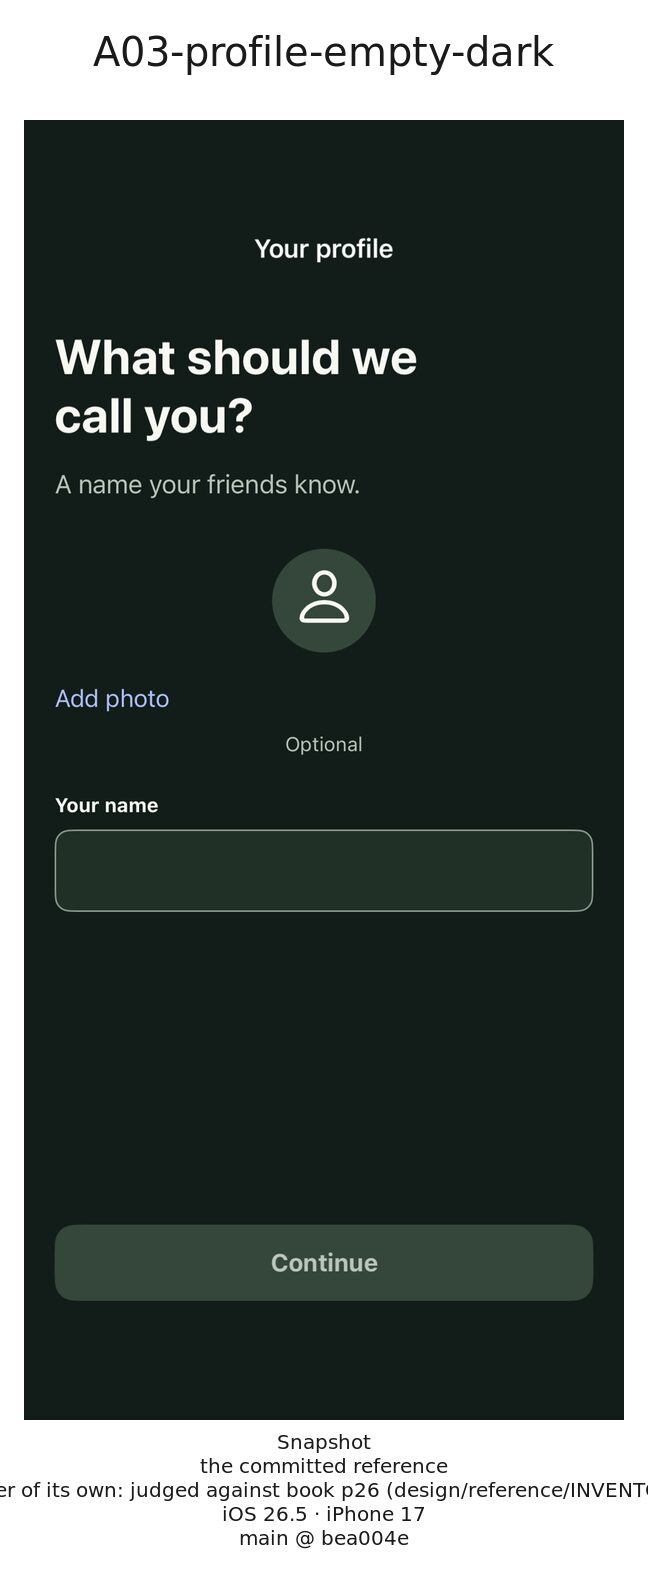 A03-profile-empty-dark
Your profile
What should we
call you?
A name your friends know.
Add photo
Optional
Your name
Continue
Snapshot
the committed reference
of its own: judged against book p26 (design/reference/
iOS 26.5 · iPhone 17
main @ bea004e